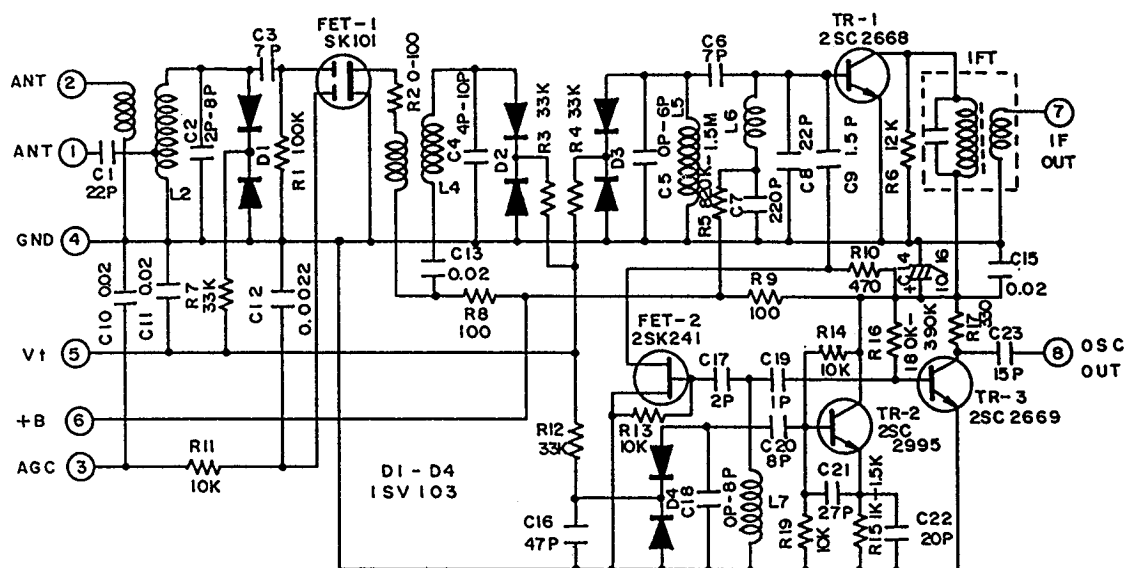 FET-1
SK101
TR-1
2SC2668
C3
7P
C6
7P
1FT
ANT 2
C2
2P-8P
D1
R1 100K
R2 0-100
C4
4P-10P
D2
R3 33K
R4 33K
D3
C5
0P-6P
L5
R5 820K-1.5M
L6
C7
220P
C8
22P
C9 1.5P
R6 12K
7
IF
OUT
ANT 1
C1
22P
L2
L4
GND 4
C13
0.02
C10 0.02
C11 0.02
R7
33K
C12
0.022
R8
100
R9
100
R10
470
+C14
10/16
C15
0.02
Vt 5
FET-2
2SK241
C17
2P
C19
1P
R14
10K
R16
180K-
390K
R17
330
C23
15P
8 OSC
OUT
+B 6
R12
33K
R13
10K
C20
8P
TR-2
2SC
2995
TR-3
2SC2669
AGC 3
R11
10K
D1-D4
1SV103
C16
47P
D4
C18
0P-8P
L7
R19
10K
C21
27P
R15 1K-1.5K
C22
20P